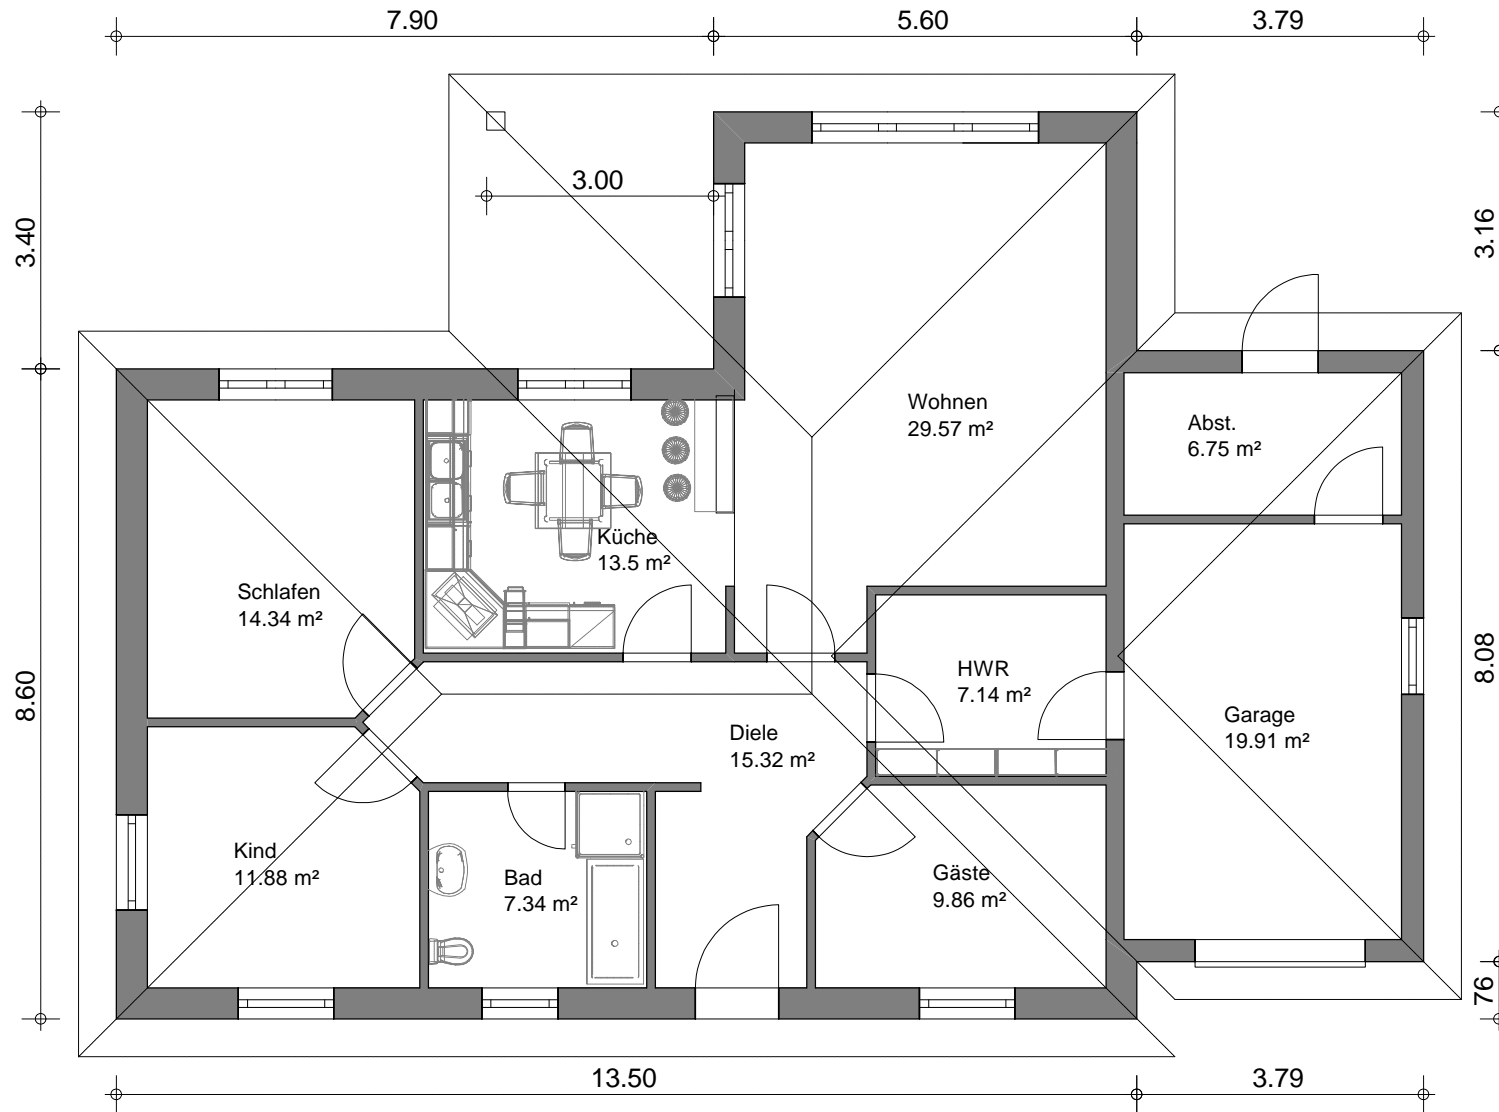 7.90
5.60
3.79
3.00
3.40
3.16
Wohnen
29.57 m²
Abst.
6.75 m²
Küche
13.5 m²
Schlafen
14.34 m²
HWR
7.14 m²
8.60
8.08
Diele
15.32 m²
Garage
19.91 m²
Kind
11.88 m²
Bad
7.34 m²
Gäste
9.86 m²
76
13.50
3.79